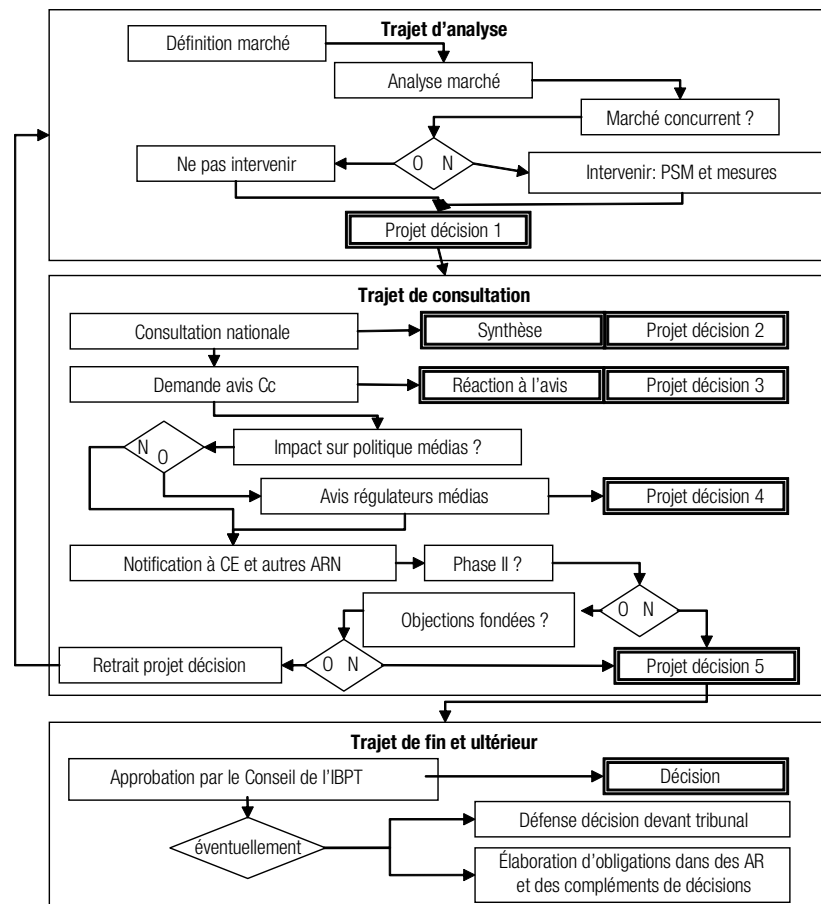 Trajet d'analyse
Définition marché
Analyse marché
Marché concurrent ?
O N
Ne pas intervenir
Intervenir: PSM et mesures
Projet décision 1
Trajet de consultation
Consultation nationale
Synthèse
Projet décision 2
Demande avis Cc
Réaction à l'avis
Projet décision 3
N O
Impact sur politique médias ?
Avis régulateurs médias
Projet décision 4
Notification à CE et autres ARN
Phase II ?
O N
Objections fondées ?
Retrait projet décision
O N
Projet décision 5
Trajet de fin et ultérieur
Approbation par le Conseil de l'IBPT
Décision
éventuellement
Défense décision devant tribunal
Élaboration d'obligations dans des AR
et des compléments de décisions